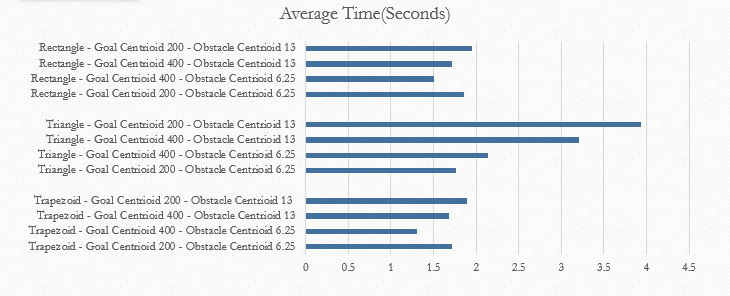 Average Time(Seconds)
Rectangle - Goal Centrioid 200 - Obstacle Centrioid 13
Rectangle - Goal Centrioid 400 - Obstacle Centrioid 13
Rectangle - Goal Centrioid 400 - Obstacle Centrioid 6.25
Rectangle - Goal Centrioid 200 - Obstacle Centrioid 6.25
Triangle - Goal Centrioid 200 - Obstacle Centrioid 13
Triangle - Goal Centrioid 400 - Obstacle Centrioid 13
Triangle - Goal Centrioid 400 - Obstacle Centrioid 6.25
Triangle - Goal Centrioid 200 - Obstacle Centrioid 6.25
Trapezoid - Goal Centrioid 200 - Obstacle Centrioid 13
Trapezoid - Goal Centrioid 400 - Obstacle Centrioid 13
Trapezoid - Goal Centrioid 400 - Obstacle Centrioid 6.25
Trapezoid - Goal Centrioid 200 - Obstacle Centrioid 6.25
0 0.5 1 1.5 2 2.5 3 3.5 4 4.5